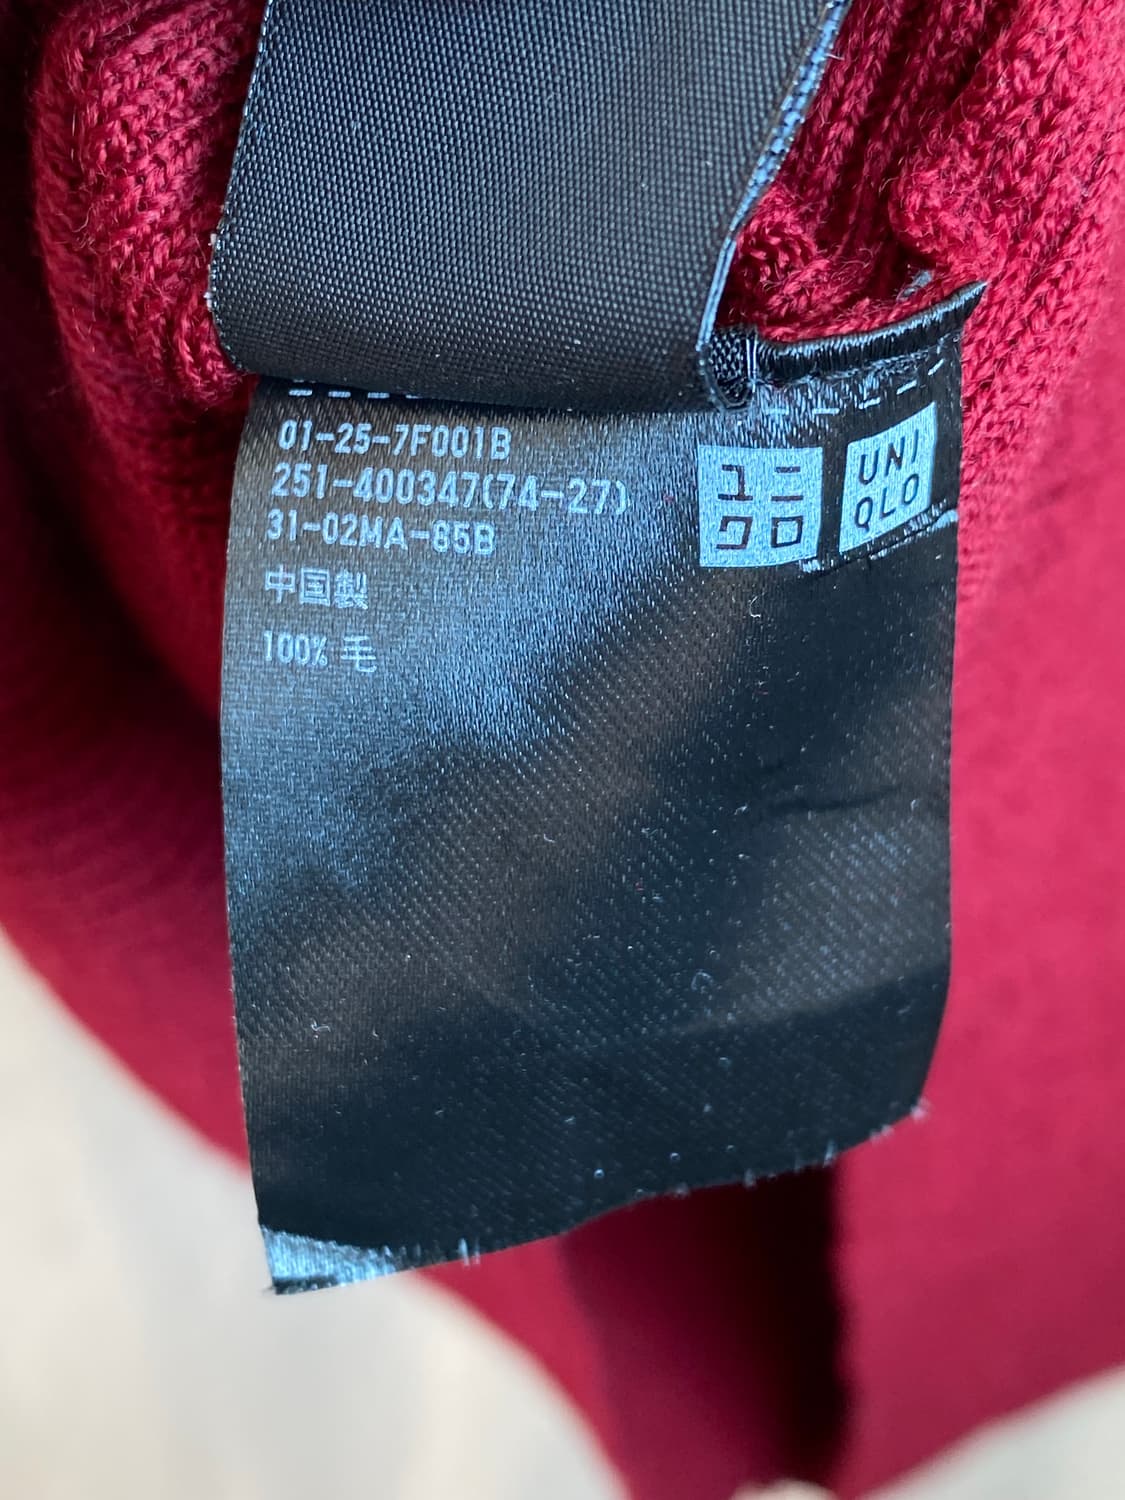 01-25-7F001B
251-400347(74-27)
31-02MA-65B
中国製
100% 毛
ユニ
クロ
UNI
QLO